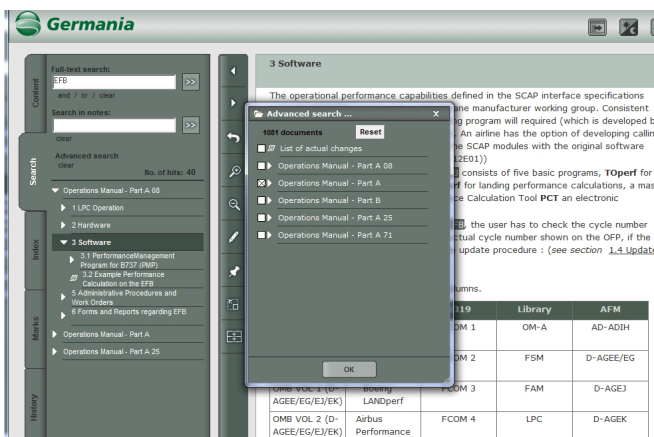 Germania
Content
Search
Index
Marks
History
Full-text search:
EFB
>>
and / or / clear
Search in notes:
>>
clear
Advanced search
clear
No. of hits: 40
Operations Manual - Part A 08
1 LPC Operation
2 Hardware
3 Software
3.1 PerformanceManagement
Program for B737 (PMP)
3.2 Example Performance
Calculation on the EFB
5 Administrative Procedures and
Work Orders
6 Forms and Reports regarding EFB
Operations Manual - Part A
Operations Manual - Part A 25
Advanced search ...
X
1081 documents
Reset
List of actual changes
Operations Manual - Part A 08
Operations Manual - Part A
Operations Manual - Part B
Operations Manual - Part A 25
Operations Manual - Part A 71
OK
3 Software
The operational performance capabilities defined in the SCAP interface specifications
ane manufacturer working group. Consistent
ng program will required (which is developed b
. An airline has the option of developing callin
he SCAP modules with the original software
12E01))
consists of five basic programs, TOperf for
rf for landing performance calculations, a mas
ce Calculation Tool PCT an electronic
EFB, the user has to check the cycle number
ctual cycle number shown on the OFP, if the
update procedure : (see section 1.4 Update
lumns.
319 Library AFM
COM 1 OM-A AD-ADIH
COM 2 FSM D-AGEE/EG
OMB VOL 1 (D- Boeing FCOM 3 FAM D-AGEJ
AGEE/EG/EJ/EK) LANDperf
OMB VOL 2 (D- Airbus FCOM 4 LPC D-AGEK
AGEE/EG/EJ/EK) Performance